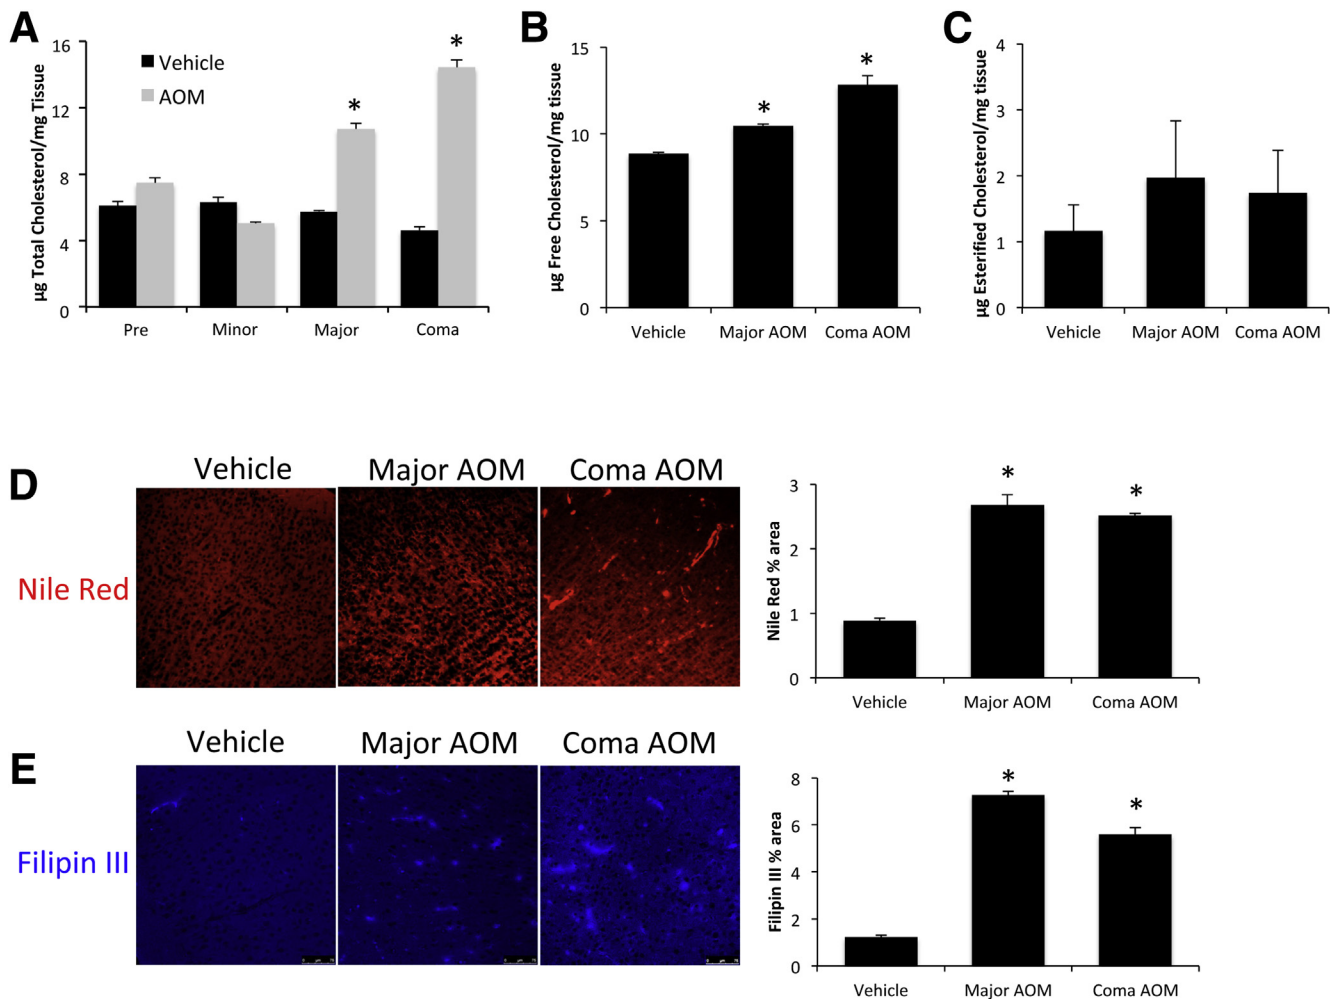 A
µg Total Cholesterol/mg Tissue
16
12
8
4
0
Vehicle
AOM
*
*
Pre
Minor
Major
Coma
B
µg Free Cholesterol/mg tissue
15
10
5
0
*
*
Vehicle
Major AOM
Coma AOM
C
µg Esterified Cholesterol/mg tissue
4
3
2
1
0
Vehicle
Major AOM
Coma AOM
D
Vehicle
Major AOM
Coma AOM
Nile Red
Nile Red % area
3
2
1
0
*
*
Vehicle
Major AOM
Coma AOM
E
Vehicle
Major AOM
Coma AOM
Filipin III
Filipin III % area
8
6
4
2
0
*
*
Vehicle
Major AOM
Coma AOM